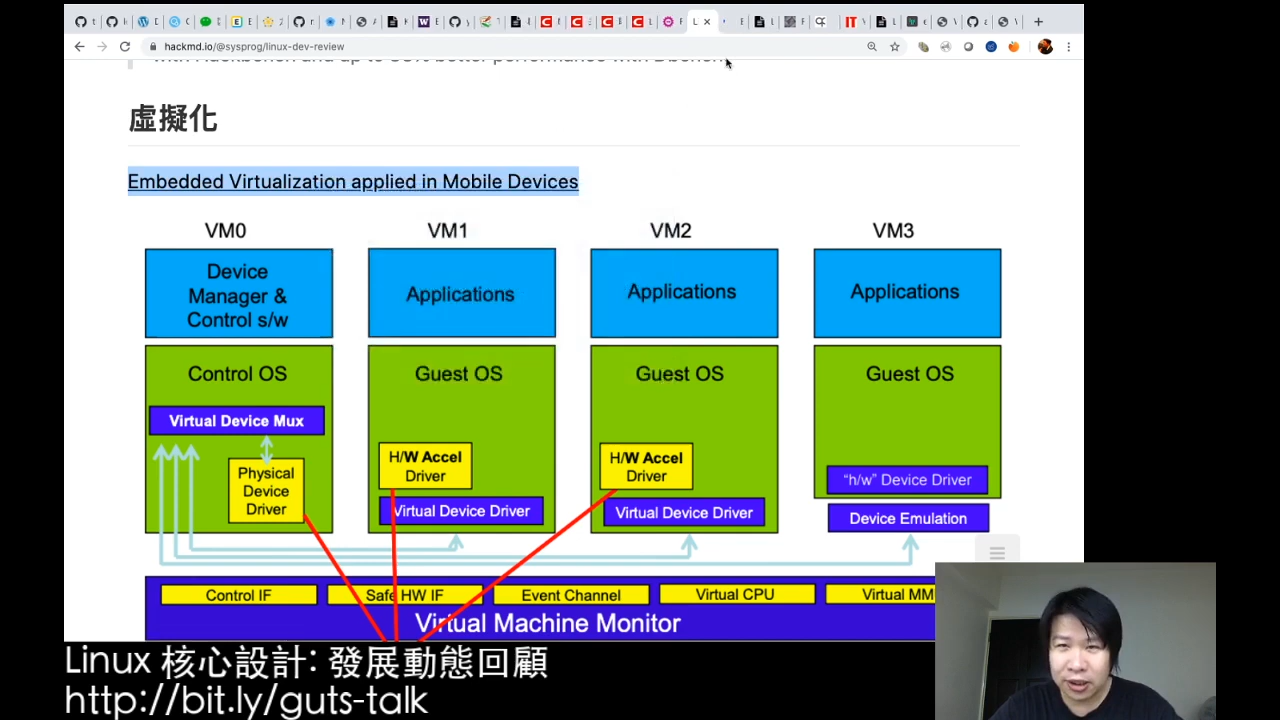 hackmd.io/@sysprog/linux-dev-review
虛擬化
Embedded Virtualization applied in Mobile Devices
VM0
VM1
VM2
VM3
Device
Manager &
Control s/w
Applications
Applications
Applications
Control OS
Guest OS
Guest OS
Guest OS
Virtual Device Mux
Physical
Device
Driver
H/W Accel
Driver
Virtual Device Driver
H/W Accel
Driver
Virtual Device Driver
“h/w” Device Driver
Device Emulation
Control IF
Safe HW IF
Event Channel
Virtual CPU
Virtual MM
Virtual Machine Monitor
Linux 核心設計: 發展動態回顧
http://bit.ly/guts-talk